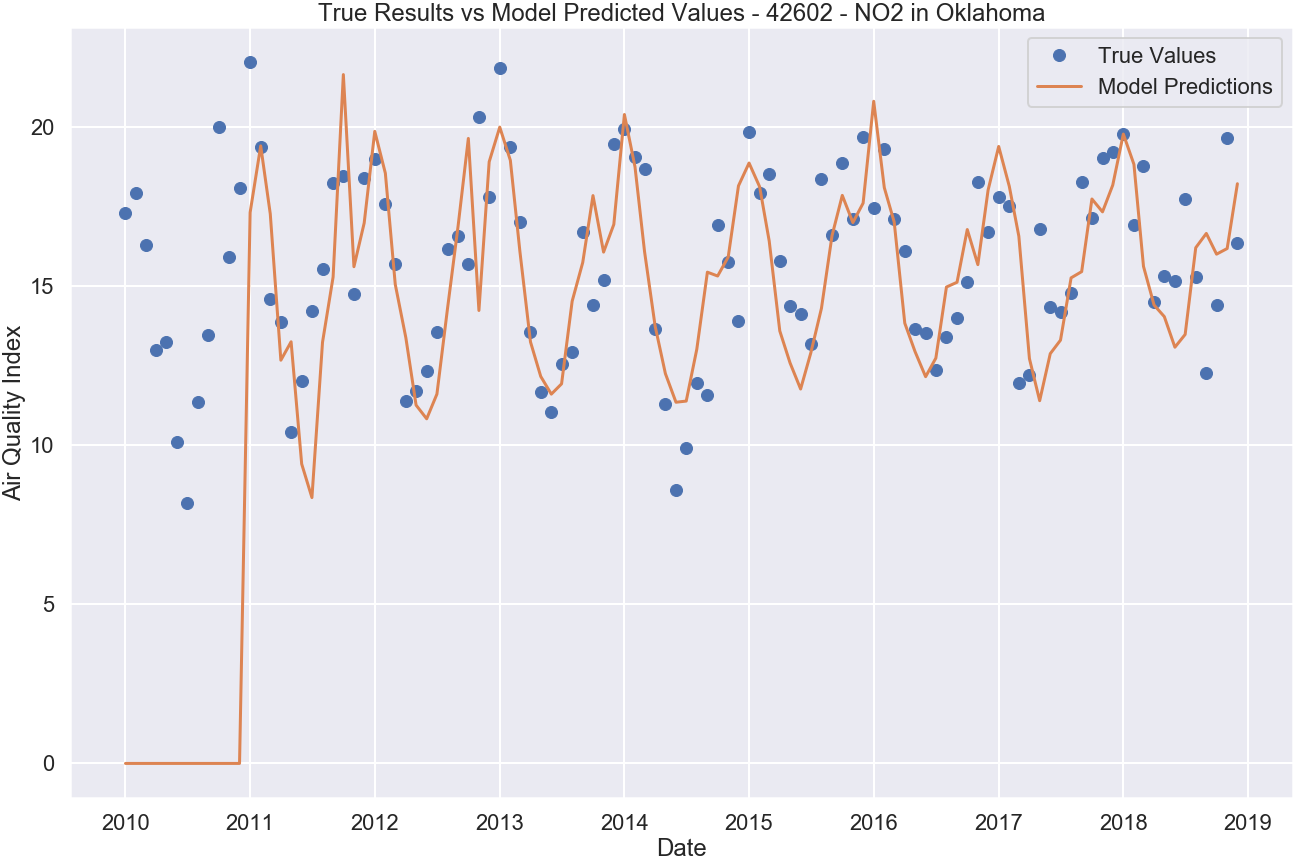 True Results vs Model Predicted Values - 42602 - NO2 in Oklahoma
True Values
Model Predictions
20
15
10
5
0
Air Quality Index
2010 2011 2012 2013 2014 2015 2016 2017 2018 2019
Date